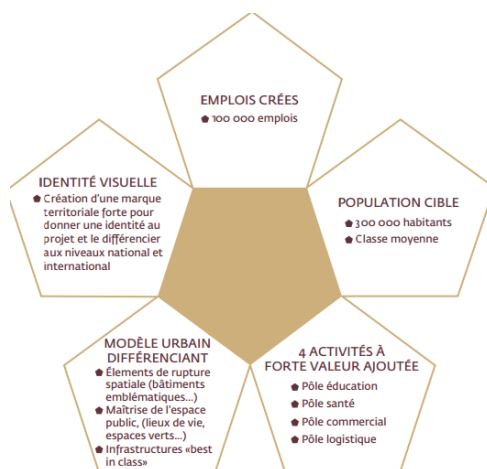 EMPLOIS CRÉES
100 000 emplois
IDENTITÉ VISUELLE
Création d'une marque
territoriale forte pour
donner une identité au
projet et le différencier
aux niveaux national et
international
POPULATION CIBLE
300 000 habitants
Classe moyenne
MODÈLE URBAIN
DIFFÉRENCIANT
Élements de rupture
spatiale (bâtiments
emblématiques...)
Maîtrise de l'espace
public, (lieux de vie,
espaces verts...)
Infrastructures «best
in class»
4 ACTIVITÉS À
FORTE VALEUR AJOUTÉE
Pôle éducation
Pôle santé
Pôle commercial
Pôle logistique